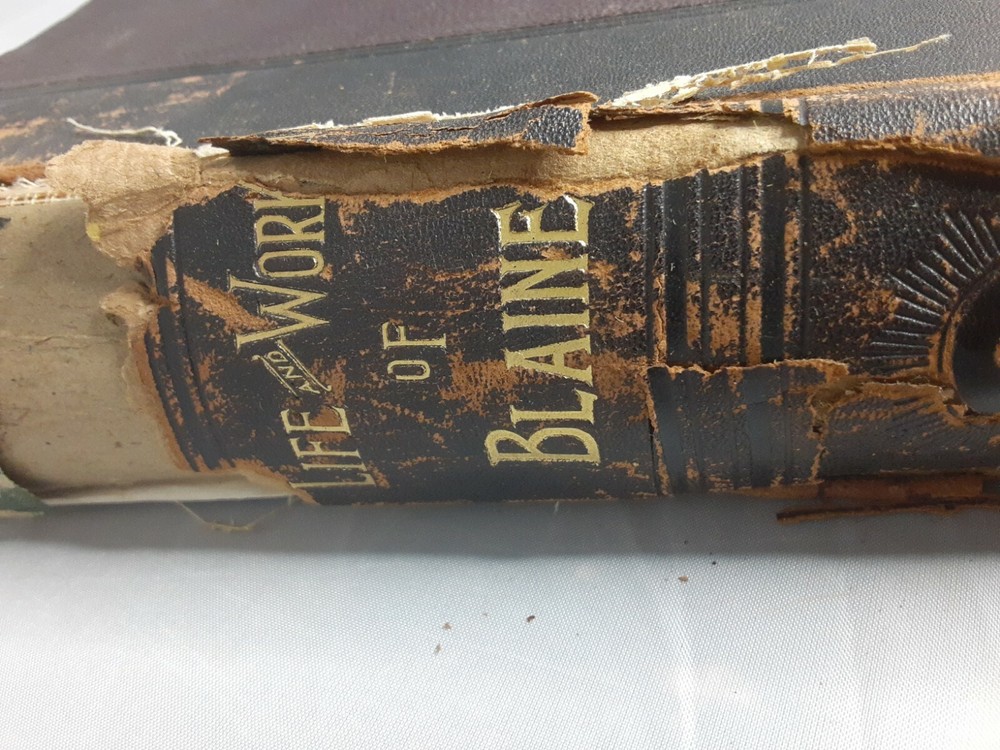 LIFE AND WORK
OF
BLAINE